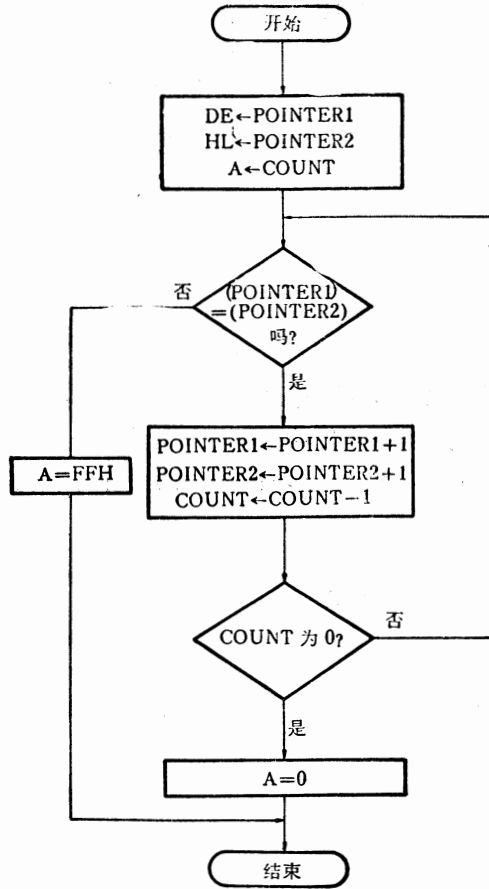 开始
DE←POINTER1
HL←POINTER2
A←COUNT
(POINTER1)
=(POINTER2)
吗?
否
是
POINTER1←POINTER1+1
POINTER2←POINTER2+1
COUNT←COUNT-1
A=FFH
COUNT 为 0?
否
是
A=0
结束